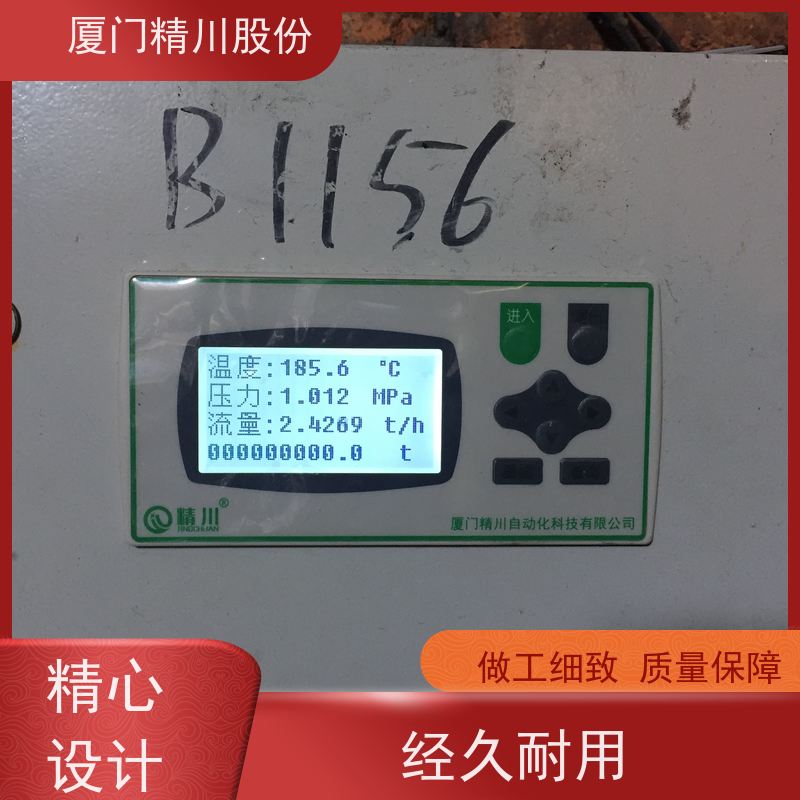 厦门精川股份
B1156
温度:185.6 ℃
压力:1.012 MPa
流量:2.4269 t/h
000000000.0 t
进入
精川®
JINGCHUAN
厦门精川自动化科技有限公司
做工细致 质量保障
精心
设计
经久耐用